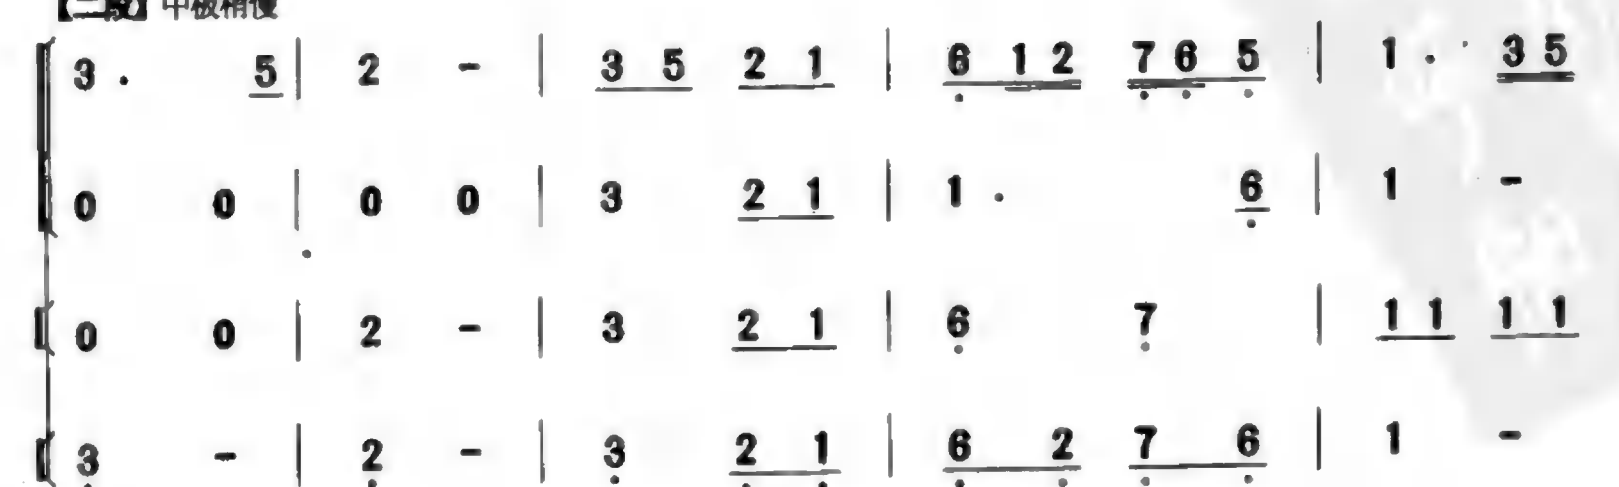 【二段】中板稍慢
3 . 5 | 2 - | 3 5 2 1 | 6 1 2 7 6 5 | 1 . 3 5
0 0 | 0 0 | 3 2 1 | 1 . 6 | 1 -
0 0 | 2 - | 3 2 1 | 6 7 | 1 1 1 1
3 - | 2 - | 3 2 1 | 6 2 7 6 | 1 -